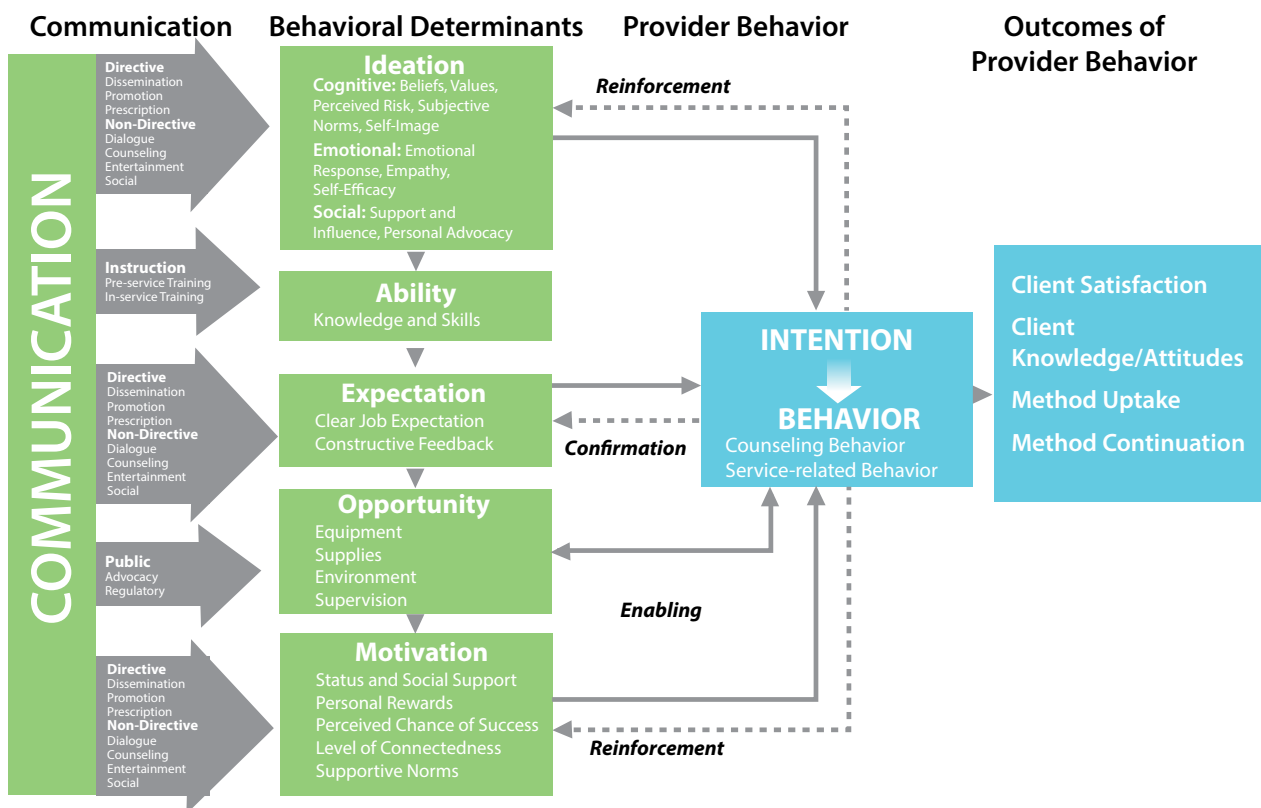 Communication
Behavioral Determinants
Provider Behavior
Outcomes of
Provider Behavior
COMMUNICATION
Directive
Dissemination
Promotion
Prescription
Non-Directive
Dialogue
Counseling
Entertainment
Social
Instruction
Pre-service Training
In-service Training
Directive
Dissemination
Promotion
Prescription
Non-Directive
Dialogue
Counseling
Entertainment
Social
Public
Advocacy
Regulatory
Directive
Dissemination
Promotion
Prescription
Non-Directive
Dialogue
Counseling
Entertainment
Social
Ideation
Cognitive: Beliefs, Values,
Perceived Risk, Subjective
Norms, Self-Image
Emotional: Emotional
Response, Empathy,
Self-Efficacy
Social: Support and
Influence, Personal Advocacy
Ability
Knowledge and Skills
Expectation
Clear Job Expectation
Constructive Feedback
Opportunity
Equipment
Supplies
Environment
Supervision
Motivation
Status and Social Support
Personal Rewards
Perceived Chance of Success
Level of Connectedness
Supportive Norms
Reinforcement
Confirmation
Enabling
Reinforcement
INTENTION
BEHAVIOR
Counseling Behavior
Service-related Behavior
Client Satisfaction
Client
Knowledge/Attitudes
Method Uptake
Method Continuation